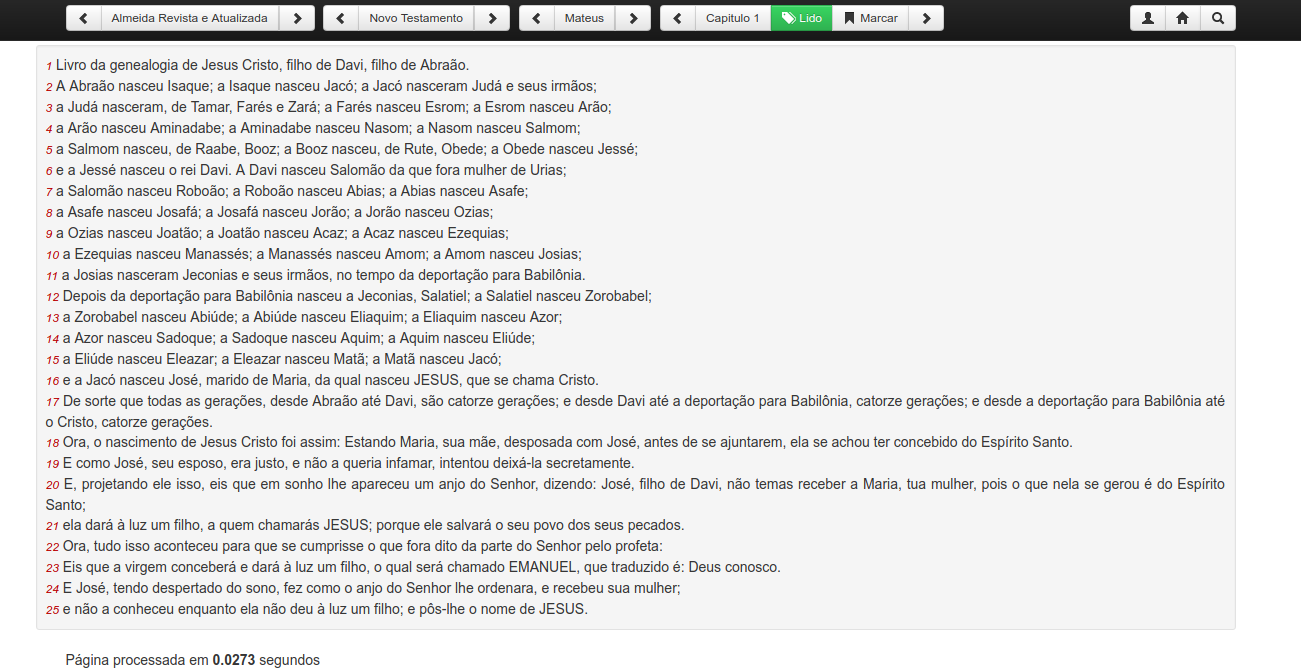 Almeida Revista e Atualizada Novo Testamento Mateus Capitulo 1 Lido Marcar
1 Livro da genealogia de Jesus Cristo, filho de Davi, filho de Abraão.
2 A Abraão nasceu Isaque; a Isaque nasceu Jacó; a Jacó nasceram Judá e seus irmãos;
3 a Judá nasceram, de Tamar, Farés e Zará; a Farés nasceu Esrom; a Esrom nasceu Arão;
4 a Arão nasceu Aminadabe; a Aminadabe nasceu Nasom; a Nasom nasceu Salmom;
5 a Salmom nasceu, de Raabe, Booz; a Booz nasceu, de Rute, Obede; a Obede nasceu Jessé;
6 e a Jessé nasceu o rei Davi. A Davi nasceu Salomão da que fora mulher de Urias;
7 a Salomão nasceu Roboão; a Roboão nasceu Abias; a Abias nasceu Asafe;
8 a Asafe nasceu Josafá; a Josafá nasceu Jorão; a Jorão nasceu Ozias;
9 a Ozias nasceu Joatão; a Joatão nasceu Acaz; a Acaz nasceu Ezequias;
10 a Ezequias nasceu Manassés; a Manassés nasceu Amom; a Amom nasceu Josias;
11 a Josias nasceram Jeconias e seus irmãos, no tempo da deportação para Babilônia.
12 Depois da deportação para Babilônia nasceu a Jeconias, Salatiel; a Salatiel nasceu Zorobabel;
13 a Zorobabel nasceu Abiúde; a Abiúde nasceu Eliaquim; a Eliaquim nasceu Azor;
14 a Azor nasceu Sadoque; a Sadoque nasceu Aquim; a Aquim nasceu Eliúde;
15 a Eliúde nasceu Eleazar; a Eleazar nasceu Matã; a Matã nasceu Jacó;
16 e a Jacó nasceu José, marido de Maria, da qual nasceu JESUS, que se chama Cristo.
17 De sorte que todas as gerações, desde Abraão até Davi, são catorze gerações; e desde Davi até a deportação para Babilônia, catorze gerações; e desde a deportação para Babilônia até
o Cristo, catorze gerações.
18 Ora, o nascimento de Jesus Cristo foi assim: Estando Maria, sua mãe, desposada com José, antes de se ajuntarem, ela se achou ter concebido do Espírito Santo.
19 E como José, seu esposo, era justo, e não a queria infamar, intentou deixá-la secretamente.
20 E, projetando ele isso, eis que em sonho lhe apareceu um anjo do Senhor, dizendo: José, filho de Davi, não temas receber a Maria, tua mulher, pois o que nela se gerou é do Espírito
Santo;
21 ela dará à luz um filho, a quem chamarás JESUS; porque ele salvará o seu povo dos seus pecados.
22 Ora, tudo isso aconteceu para que se cumprisse o que fora dito da parte do Senhor pelo profeta:
23 Eis que a virgem conceberá e dará à luz um filho, o qual será chamado EMANUEL, que traduzido é: Deus conosco.
24 E José, tendo despertado do sono, fez como o anjo do Senhor lhe ordenara, e recebeu sua mulher;
25 e não a conheceu enquanto ela não deu à luz um filho; e pôs-lhe o nome de JESUS.
Página processada em 0.0273 segundos